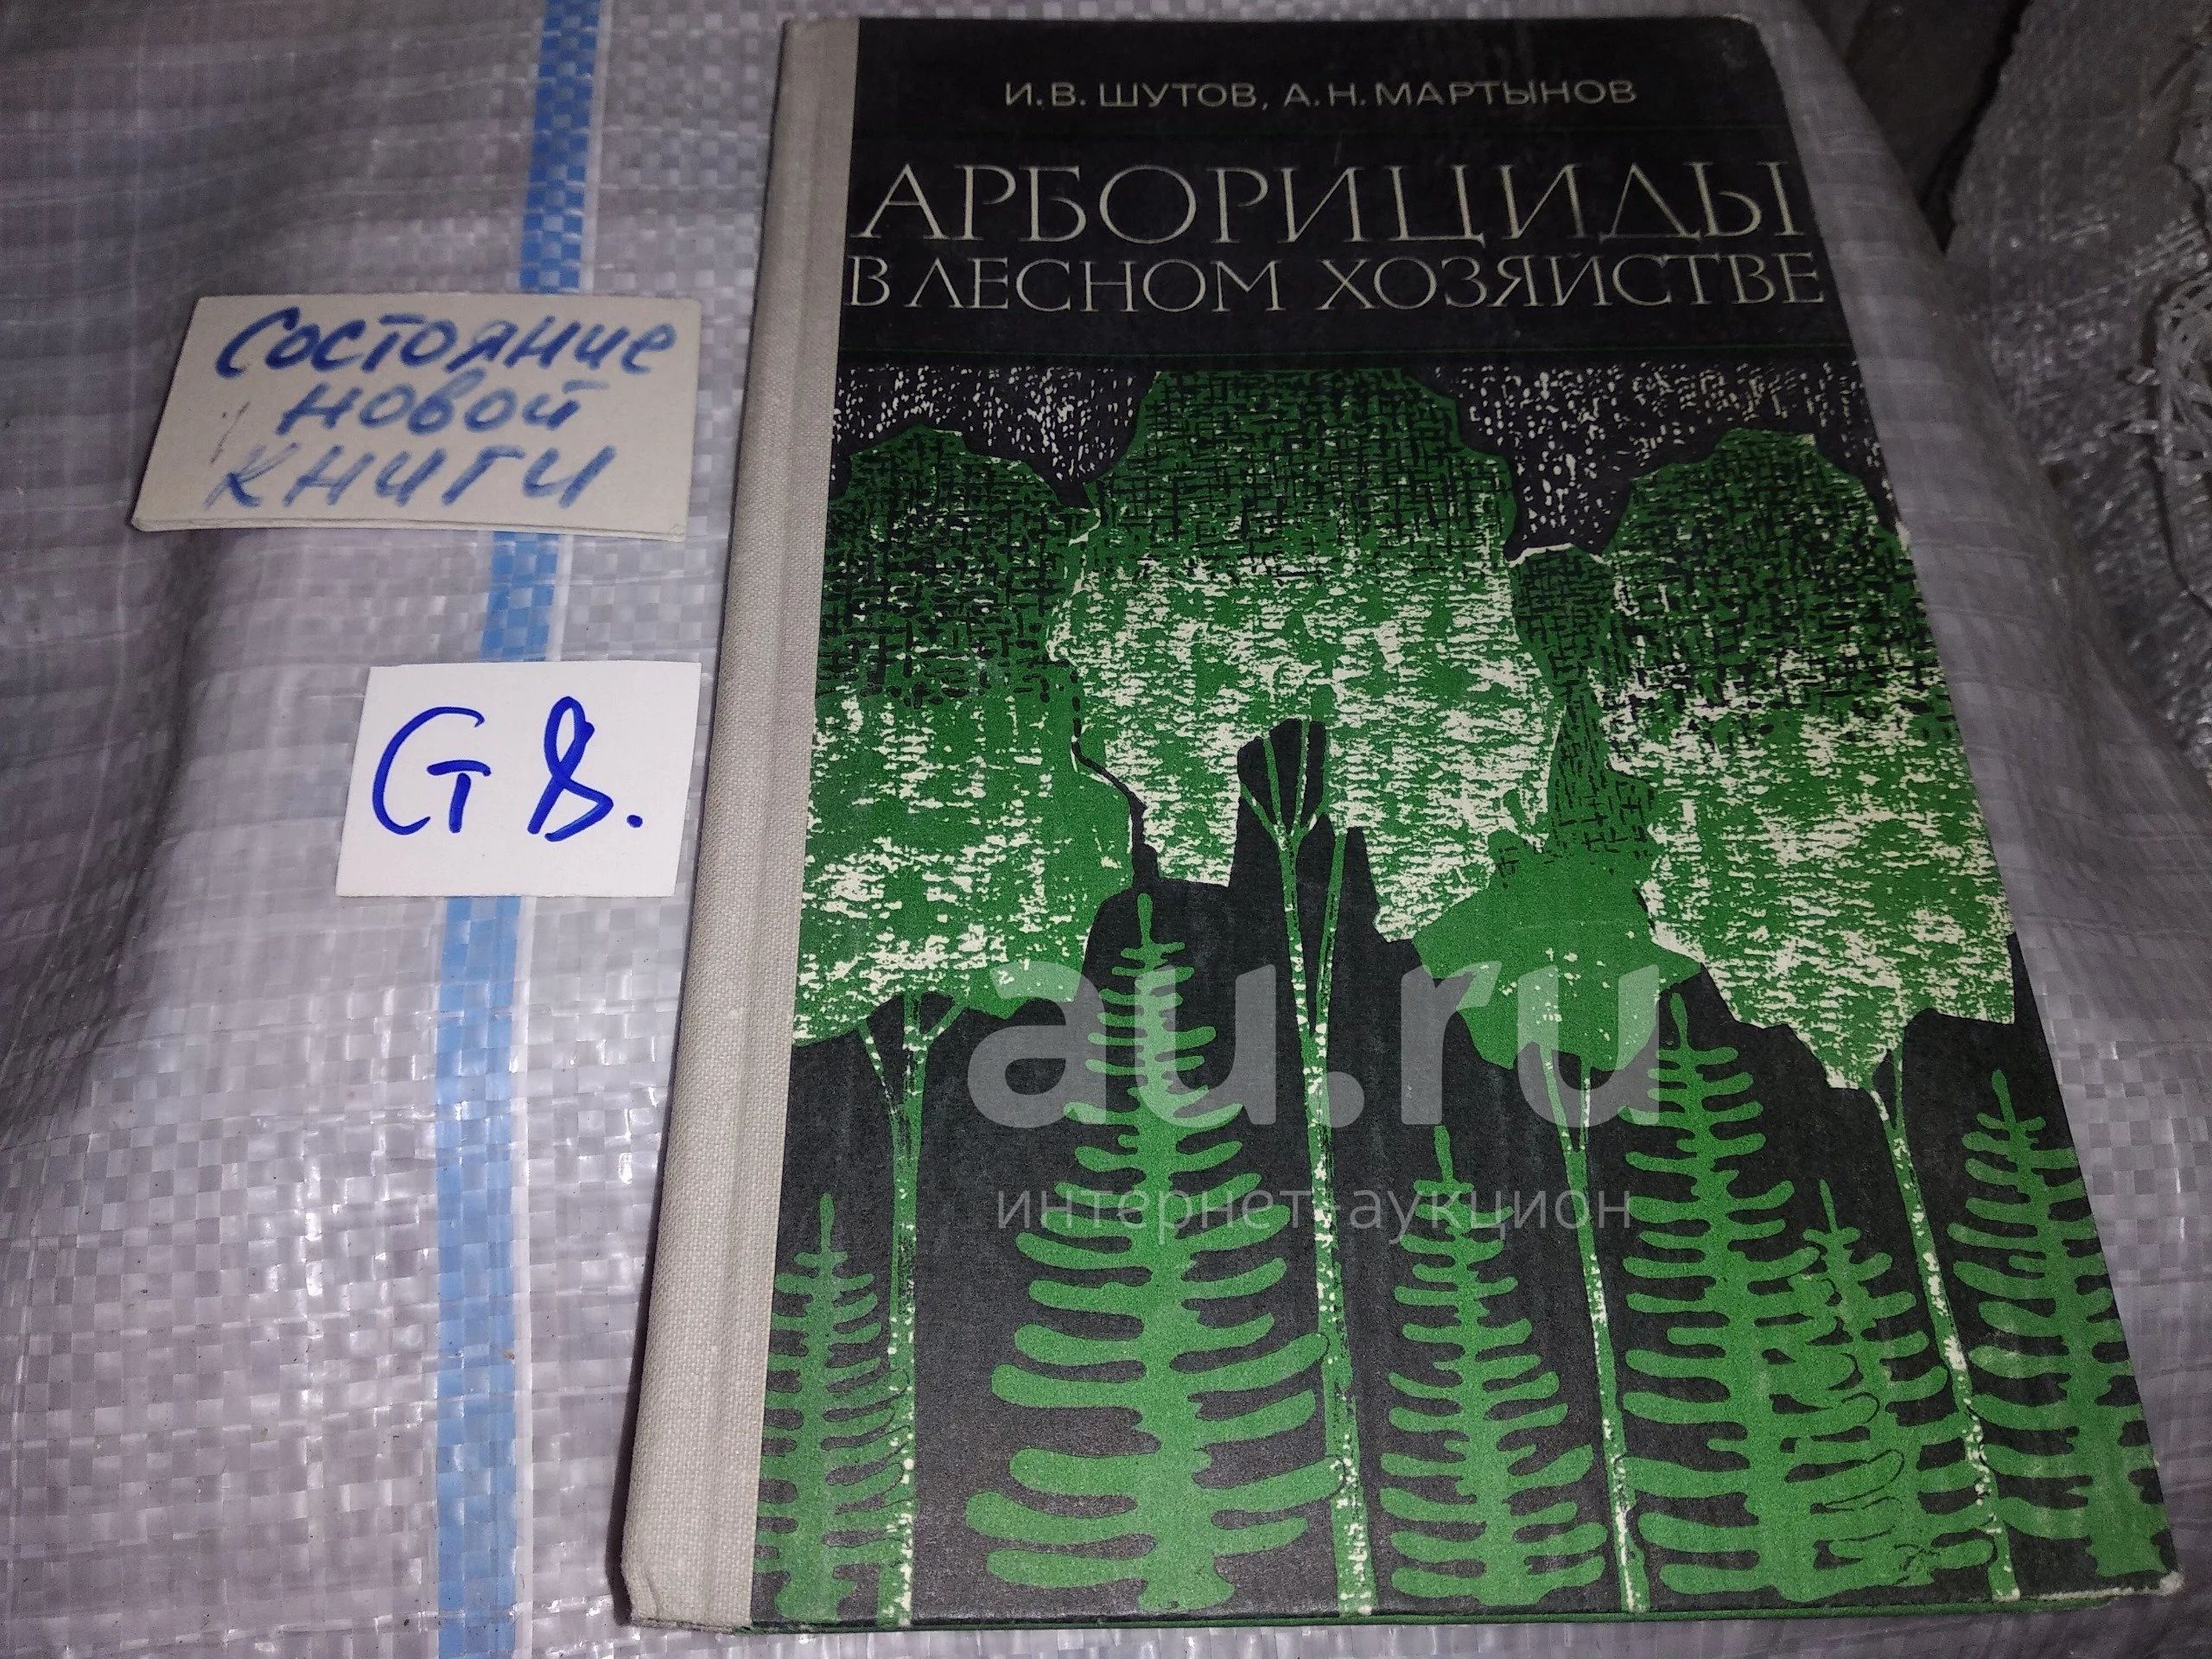 И.В. ШУТОВ, А.Н. МАРТЫНОВ
АРБОРИЦИДЫ
В ЛЕСНОМ ХОЗЯЙСТВЕ
Состояние
новой
книги
Ст
au.ru
интернет-аукцион